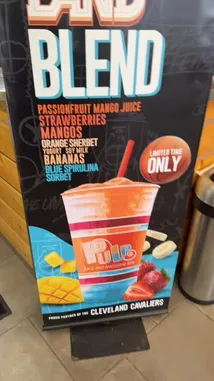 LAND
BLEND
PASSIONFRUIT MANGO JUICE
STRAWBERRIES
MANGOS
ORANGE SHERBET
YOGURT SOY MILK
BANANAS
BLUE SPIRULINA
SORBET
LIMITED TIME
ONLY
PROUD PARTNER OF THE CLEVELAND CAVALIERS